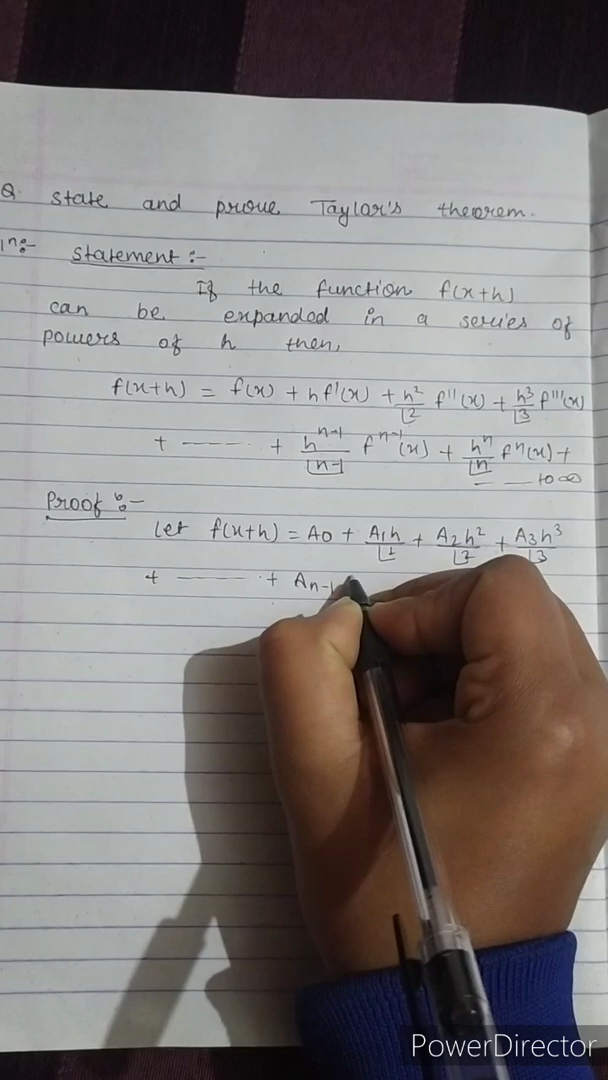 Q. State and prove Taylor's theorem.
1ⁿ:- Statement :-
If the function f(x+h)
can be expanded in a series of
powers of h then,
f(x+h) = f(x) + hf'(x) + h²/⌊2 f''(x) + h³/⌊3 f'''(x)
+ ------ + hⁿ⁻¹/⌊n-1 fⁿ⁻¹(x) + hⁿ/⌊n fⁿ(x) +
— — to ∞
Proof :-
Let f(x+h) = A₀ + A₁h/⌊1 + A₂h²/⌊2 + A₃h³/⌊3
+ ------ + Aₙ₋₁
PowerDirector